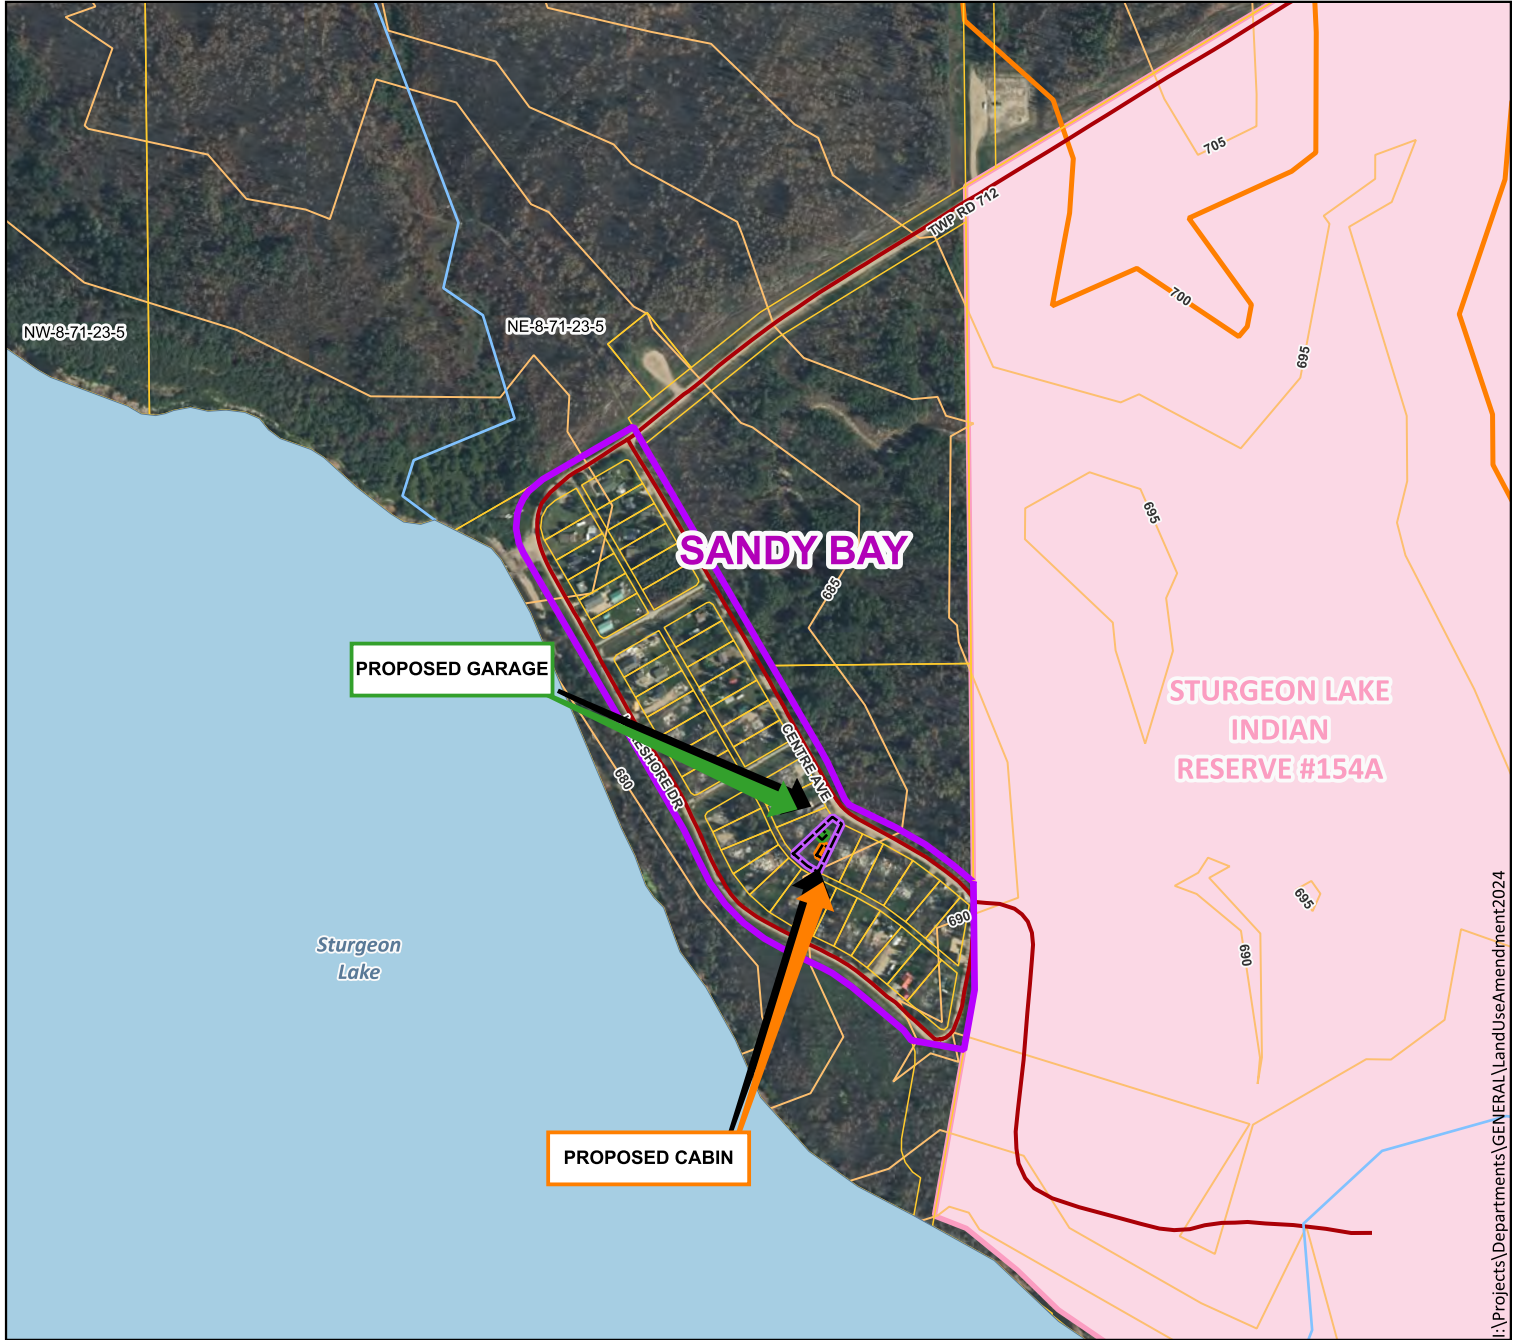 705
TWP RD 712
700
NW-8-71-23-5
NE-8-71-23-5
695
695
SANDY BAY
685
PROPOSED GARAGE
STURGEON LAKE
INDIAN
RESERVE #154A
CENTRE AVE
LAKESHORE DR
680
695
690
690
Sturgeon
Lake
PROPOSED CABIN
I:\Projects\Departments\GENERAL\LandUseAmendment2024